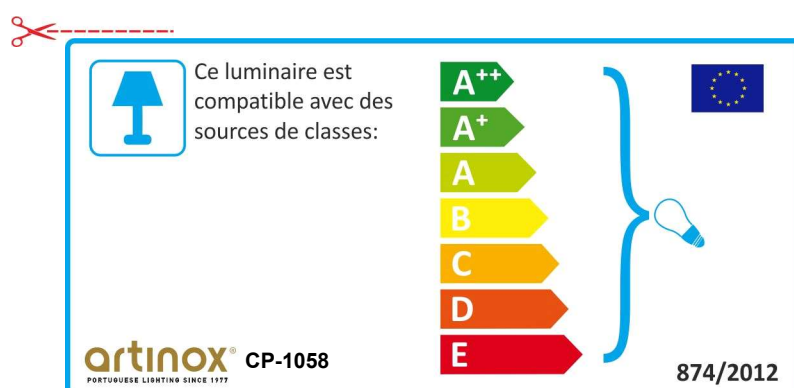 Ce luminaire est
compatible avec des
sources de classes:
A++
A+
A
B
C
D
E
artinox® CP-1058
PORTUGUESE LIGHTING SINCE 1977
874/2012